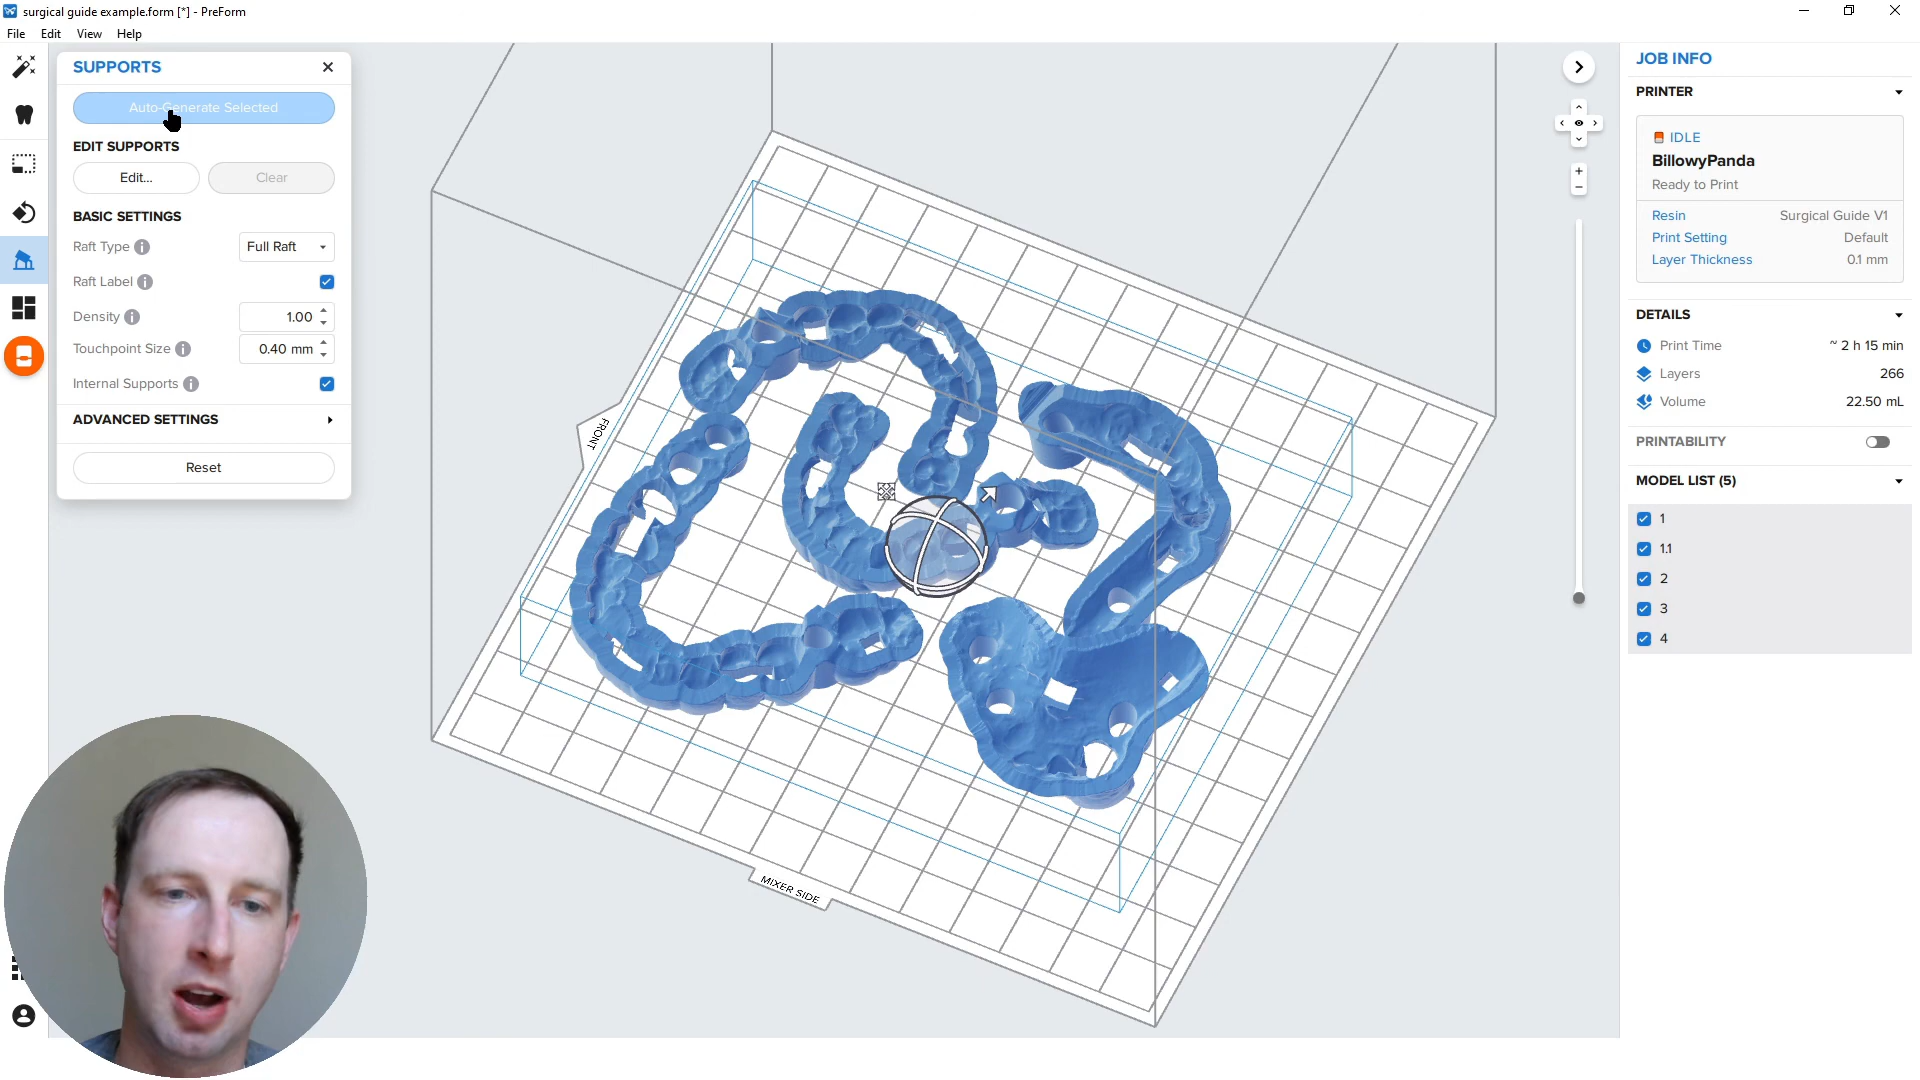 surgical guide example.form [*] - PreForm
File Edit View Help
SUPPORTS
Auto-Generate Selected
EDIT SUPPORTS
Edit... Clear
BASIC SETTINGS
Raft Type Full Raft
Raft Label
Density 1.00
Touchpoint Size 0.40 mm
Internal Supports
ADVANCED SETTINGS
Reset
FRONT
MIXER SIDE
JOB INFO
PRINTER
IDLE
BillowyPanda
Ready to Print
Resin Surgical Guide V1
Print Setting Default
Layer Thickness 0.1 mm
DETAILS
Print Time ~ 2 h 15 min
Layers 266
Volume 22.50 mL
PRINTABILITY
MODEL LIST (5)
1
1.1
2
3
4